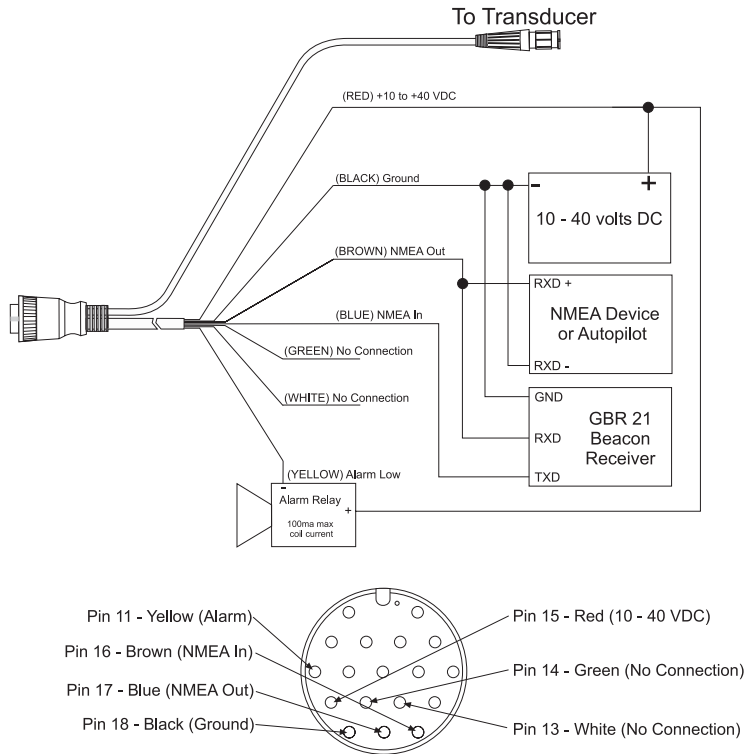 To Transducer
(RED) +10 to +40 VDC
(BLACK) Ground
- +
10 - 40 volts DC
(BROWN) NMEA Out
RXD +
NMEA Device
or Autopilot
(BLUE) NMEA In
(GREEN) No Connection
RXD -
(WHITE) No Connection
GND
GBR 21
Beacon
Receiver
RXD
TXD
(YELLOW) Alarm Low
-
Alarm Relay
+
100ma max
coil current
Pin 11 - Yellow (Alarm)
Pin 16 - Brown (NMEA In)
Pin 17 - Blue (NMEA Out)
Pin 18 - Black (Ground)
Pin 15 - Red (10 - 40 VDC)
Pin 14 - Green (No Connection)
Pin 13 - White (No Connection)